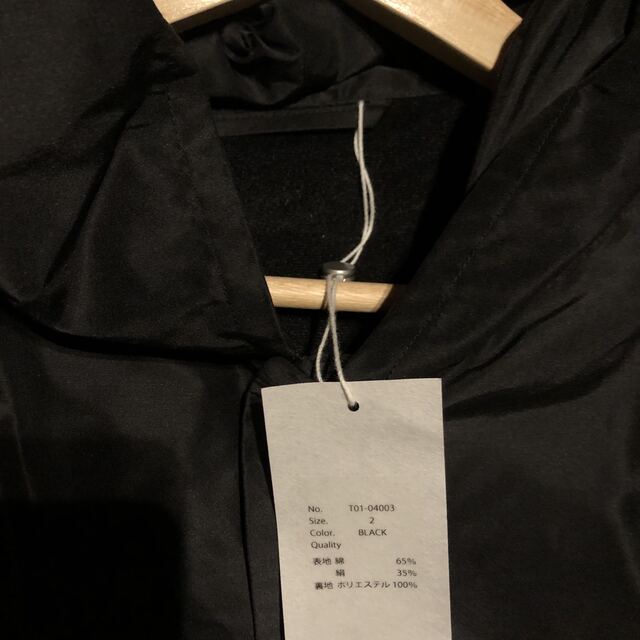 No. T01-04003
Size. 2
Color. BLACK
Quality
表地 綿 65%
絹 35%
裏地 ポリエステル 100%